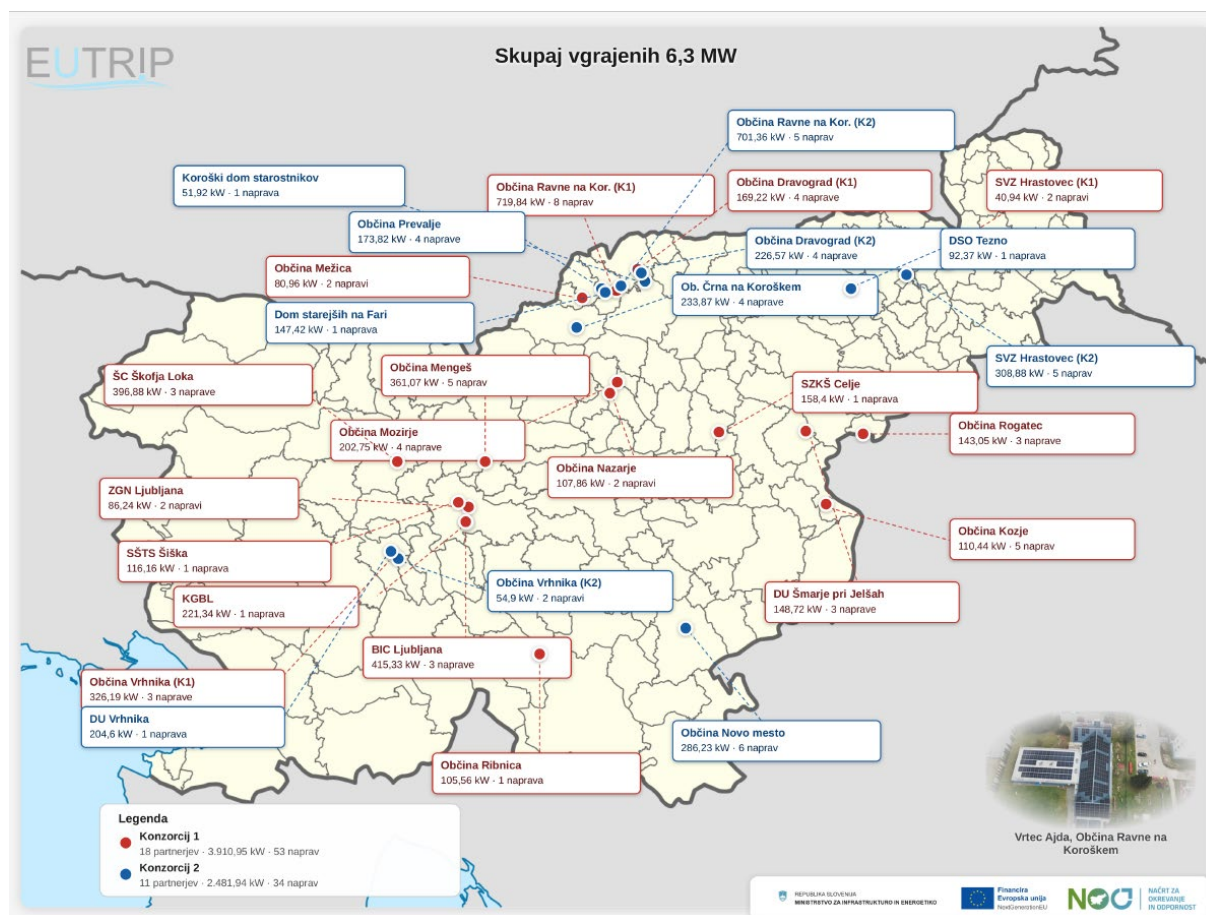 EUTRIP
Skupaj vgrajenih 6,3 MW
Občina Ravne na Kor. (K2)
701,36 kW · 5 naprav
Koroški dom starostnikov
51,92 kW · 1 naprava
Občina Ravne na Kor. (K1)
719,84 kW · 8 naprav
Občina Dravograd (K1)
169,22 kW · 4 naprave
SVZ Hrastovec (K1)
40,94 kW · 2 napravi
Občina Prevalje
173,82 kW · 4 naprave
Občina Dravograd (K2)
226,57 kW · 4 naprave
DSO Tezno
92,37 kW · 1 naprava
Občina Mežica
80,96 kW · 2 napravi
Ob. Črna na Koroškem
233,87 kW · 4 naprave
Dom starejših na Fari
147,42 kW · 1 naprava
SVZ Hrastovec (K2)
308,88 kW · 5 naprav
ŠC Škofja Loka
396,88 kW · 3 naprave
Občina Mengeš
361,07 kW · 5 naprav
SZKŠ Celje
158,4 kW · 1 naprava
Občina Rogatec
143,05 kW · 3 naprave
Občina Mozirje
202,75 kW · 4 naprave
Občina Nazarje
107,86 kW · 2 napravi
ZGN Ljubljana
86,24 kW · 2 napravi
Občina Kozje
110,44 kW · 5 naprav
SŠTS Šiška
116,16 kW · 1 naprava
Občina Vrhnika (K2)
54,9 kW · 2 napravi
DU Šmarje pri Jelšah
148,72 kW · 3 naprave
KGBL
221,34 kW · 1 naprava
BIC Ljubljana
415,33 kW · 3 naprave
Občina Vrhnika (K1)
326,19 kW · 3 naprave
DU Vrhnika
204,6 kW · 1 naprava
Občina Novo mesto
286,23 kW · 6 naprav
Občina Ribnica
105,56 kW · 1 naprava
Legenda
Konzorcij 1
18 partnerjev · 3.910,95 kW · 53 naprav
Konzorcij 2
11 partnerjev · 2.481,94 kW · 34 naprav
Vrtec Ajda, Občina Ravne na
Koroškem
REPUBLIKA SLOVENIJA
MINISTRSTVO ZA INFRASTRUKTURO IN ENERGETIKO
Financira
Evropska unija
NextGenerationEU
NOO
NAČRT ZA
OKREVANJE
IN ODPORNOST